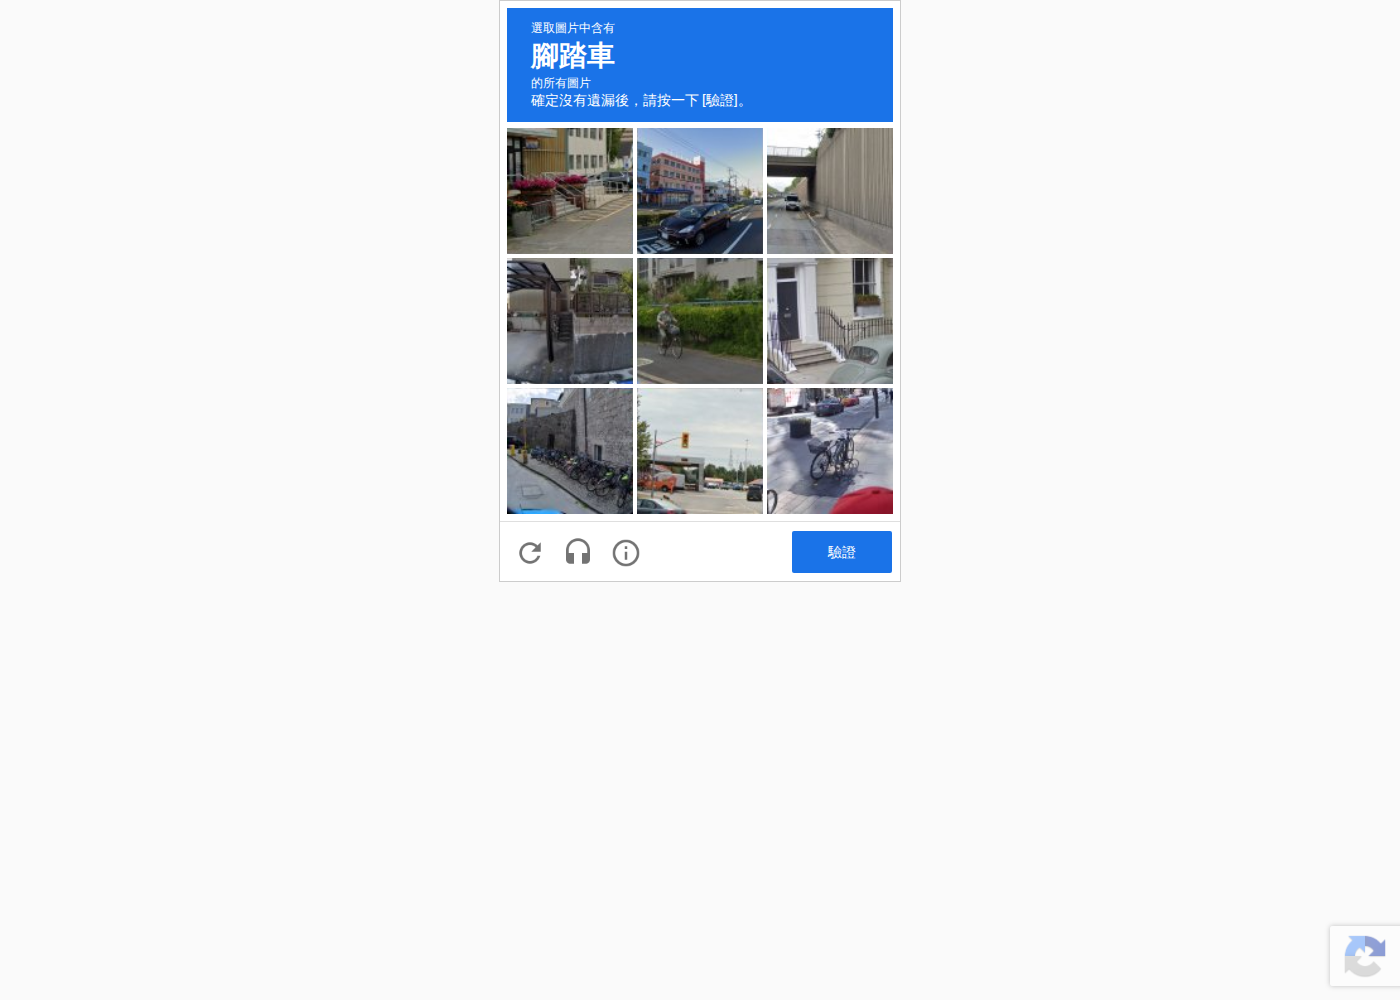 選取圖片中含有
腳踏車
的所有圖片
確定沒有遺漏後，請按一下 [驗證]。
驗證